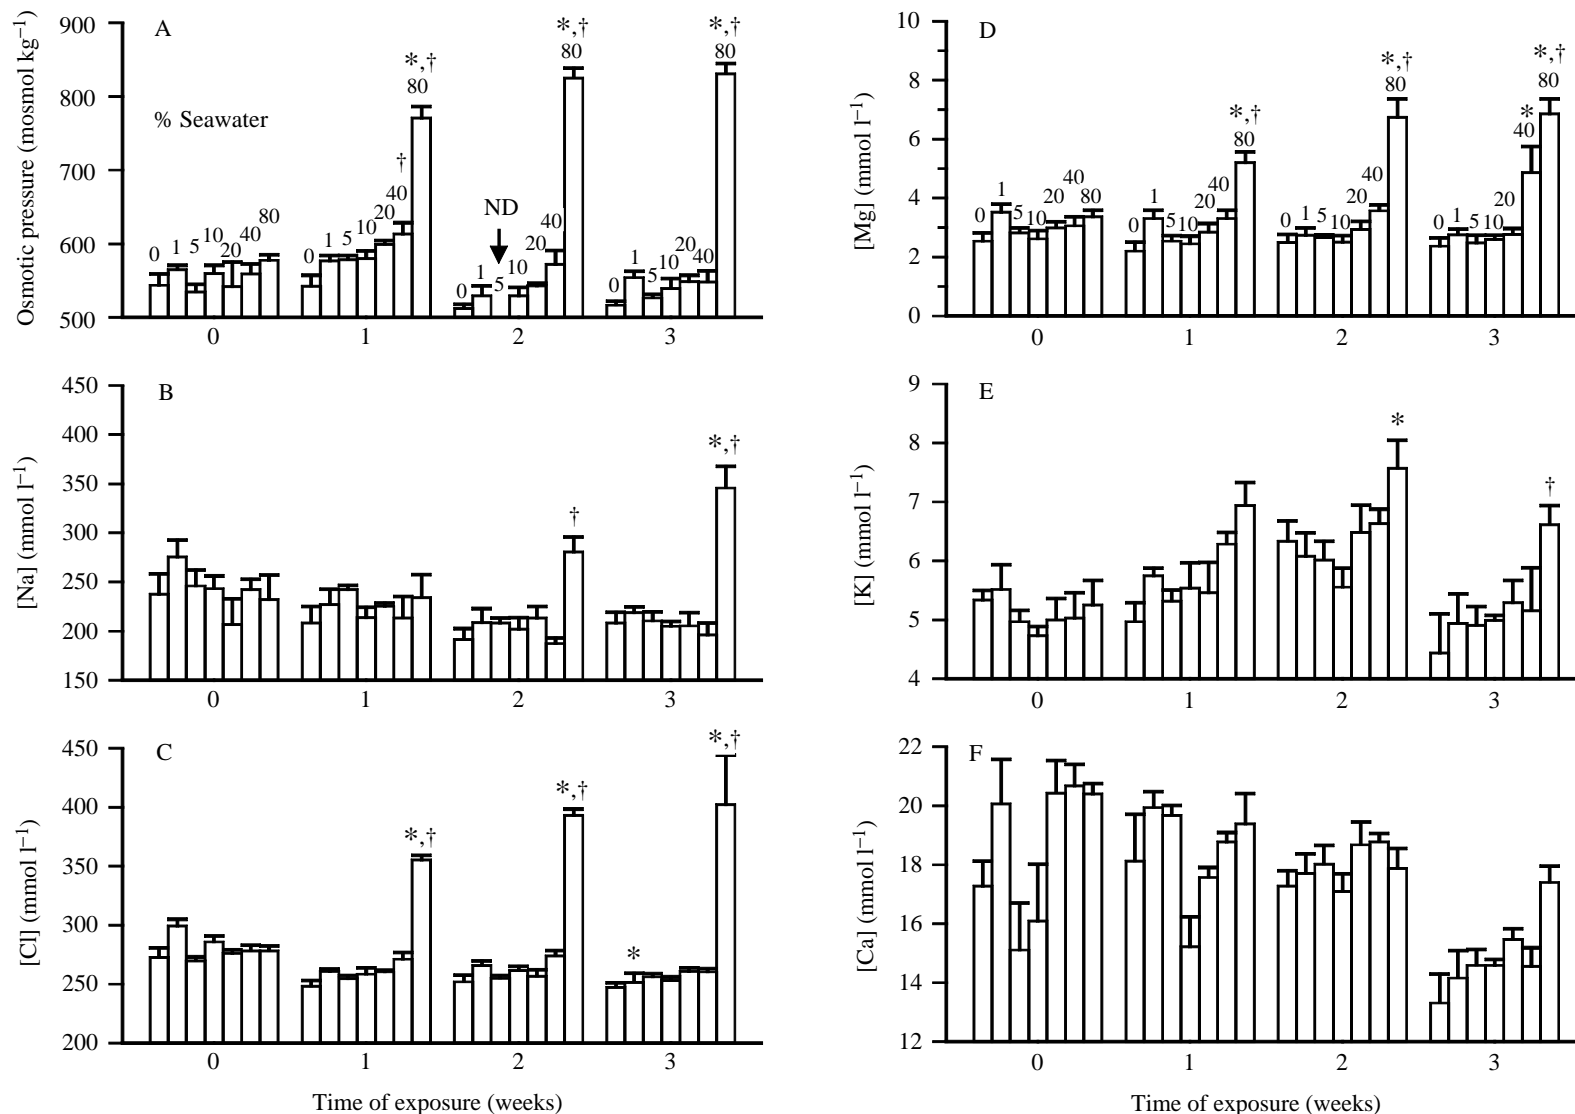 A
Osmotic pressure (mosmol kg⁻¹)
900
800
700
600
500
% Seawater
0 1 5 10 20 40 80
0 1 5 10 20 40 † 80 *,†
0 1 5 ND 10 20 40 80 *,†
0 1 5 10 20 40 80 *,†
0 1 2 3
B
[Na] (mmol l⁻¹)
450
400
350
300
250
200
150
†
*,†
0 1 2 3
C
[Cl] (mmol l⁻¹)
450
400
350
300
250
200
*,†
*,†
*
*,†
0 1 2 3
Time of exposure (weeks)
D
[Mg] (mmol l⁻¹)
10
8
6
4
2
0
0 1 5 10 20 40 80
0 1 5 10 20 40 80 *,†
0 1 5 10 20 40 80 *,†
0 1 5 10 20 40 * 80 *,†
0 1 2 3
E
[K] (mmol l⁻¹)
9
8
7
6
5
4
*
†
0 1 2 3
F
[Ca] (mmol l⁻¹)
22
20
18
16
14
12
0 1 2 3
Time of exposure (weeks)